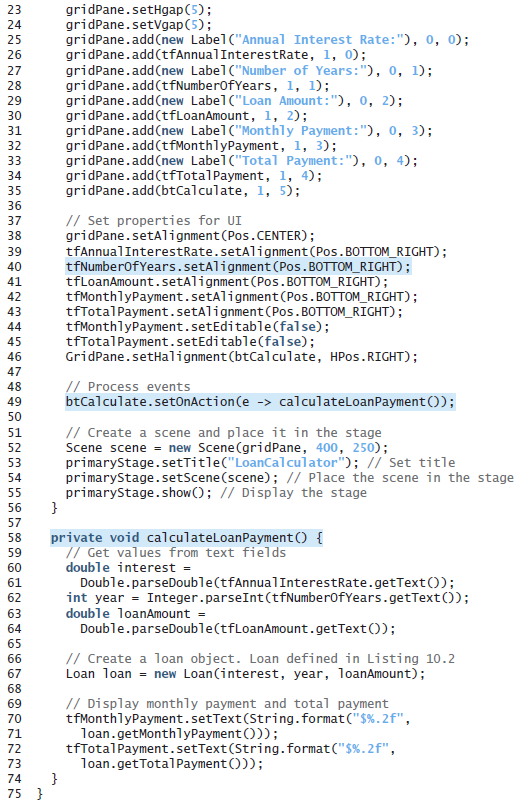 23 gridPane.setHgap(5);
24 gridPane.setVgap(5);
25 gridPane.add(new Label("Annual Interest Rate:"), 0, 0);
26 gridPane.add(tfAnnualInterestRate, 1, 0);
27 gridPane.add(new Label("Number of Years:"), 0, 1);
28 gridPane.add(tfNumberOfYears, 1, 1);
29 gridPane.add(new Label("Loan Amount:"), 0, 2);
30 gridPane.add(tfLoanAmount, 1, 2);
31 gridPane.add(new Label("Monthly Payment:"), 0, 3);
32 gridPane.add(tfMonthlyPayment, 1, 3);
33 gridPane.add(new Label("Total Payment:"), 0, 4);
34 gridPane.add(tfTotalPayment, 1, 4);
35 gridPane.add(btCalculate, 1, 5);
36
37 // Set properties for UI
38 gridPane.setAlignment(Pos.CENTER);
39 tfAnnualInterestRate.setAlignment(Pos.BOTTOM_RIGHT);
40 tfNumberOfYears.setAlignment(Pos.BOTTOM_RIGHT);
41 tfLoanAmount.setAlignment(Pos.BOTTOM_RIGHT);
42 tfMonthlyPayment.setAlignment(Pos.BOTTOM_RIGHT);
43 tfTotalPayment.setAlignment(Pos.BOTTOM_RIGHT);
44 tfMonthlyPayment.setEditable(false);
45 tfTotalPayment.setEditable(false);
46 GridPane.setHalignment(btCalculate, HPos.RIGHT);
47
48 // Process events
49 btCalculate.setOnAction(e -> calculateLoanPayment());
50
51 // Create a scene and place it in the stage
52 Scene scene = new Scene(gridPane, 400, 250);
53 primaryStage.setTitle("LoanCalculator"); // Set title
54 primaryStage.setScene(scene); // Place the scene in the stage
55 primaryStage.show(); // Display the stage
56 }
57
58 private void calculateLoanPayment() {
59 // Get values from text fields
60 double interest =
61 Double.parseDouble(tfAnnualInterestRate.getText());
62 int year = Integer.parseInt(tfNumberOfYears.getText());
63 double loanAmount =
64 Double.parseDouble(tfLoanAmount.getText());
65
66 // Create a loan object. Loan defined in Listing 10.2
67 Loan loan = new Loan(interest, year, loanAmount);
68
69 // Display monthly payment and total payment
70 tfMonthlyPayment.setText(String.format("$%.2f",
71 loan.getMonthlyPayment()));
72 tfTotalPayment.setText(String.format("$%.2f",
73 loan.getTotalPayment()));
74 }
75 }